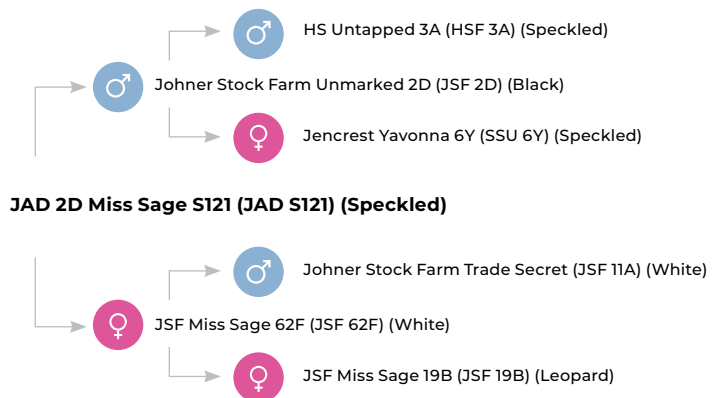 HS Untapped 3A (HSF 3A) (Speckled)
Johner Stock Farm Unmarked 2D (JSF 2D) (Black)
Jencrest Yavonna 6Y (SSU 6Y) (Speckled)
JAD 2D Miss Sage S121 (JAD S121) (Speckled)
Johner Stock Farm Trade Secret (JSF 11A) (White)
JSF Miss Sage 62F (JSF 62F) (White)
JSF Miss Sage 19B (JSF 19B) (Leopard)